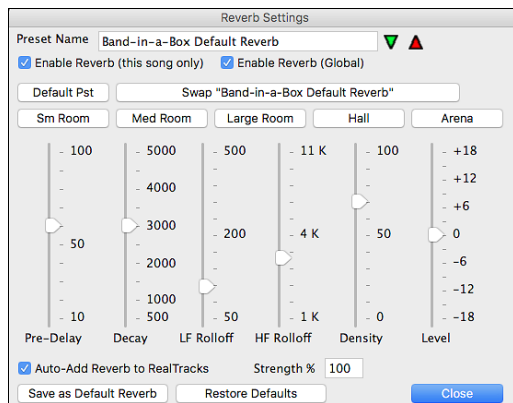 Reverb Settings
Preset Name Band-in-a-Box Default Reverb
Enable Reverb (this song only) Enable Reverb (Global)
Default Pst Swap "Band-in-a-Box Default Reverb"
Sm Room Med Room Large Room Hall Arena
100 5000 500 11 K 100 +18
4000 +12
+6
3000 200 4 K 50 0
50
2000 -6
1000 -12
10 500 50 1 K 0 -18
Pre-Delay Decay LF Rolloff HF Rolloff Density Level
Auto-Add Reverb to RealTracks Strength % 100
Save as Default Reverb Restore Defaults Close